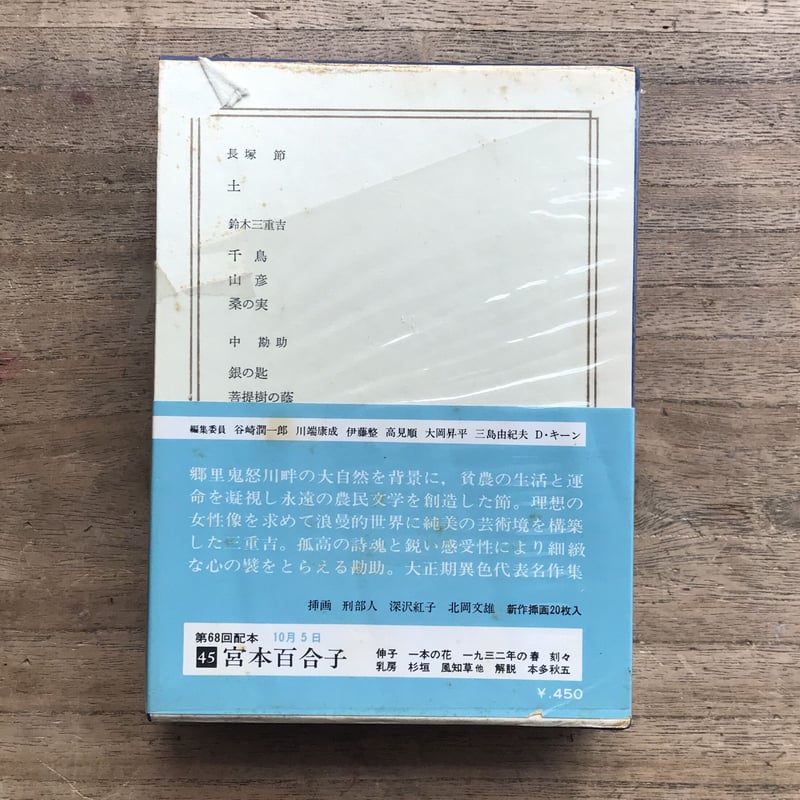 長塚 節
土
鈴木三重吉
千鳥
山彦
桑の実
中 勘助
銀の匙
菩提樹の蔭
編集委員 谷崎潤一郎 川端康成 伊藤整 高見順 大岡昇平 三島由紀夫 D・キーン
郷里鬼怒川畔の大自然を背景に，貧農の生活と運
命を凝視し永遠の農民文学を創造した節。理想の
女性像を求めて浪曼的世界に純美の芸術境を構築
した三重吉。孤高の詩魂と鋭い感受性により細緻
な心の襞をとらえる勘助。大正期異色代表名作集
挿画 刑部人 深沢紅子 北岡文雄 新作挿画20枚入
第68回配本 10月5日
45 宮本百合子
伸子 一本の花 一九三二年の春 刻々
乳房 杉垣 風知草他 解説 本多秋五
¥.450